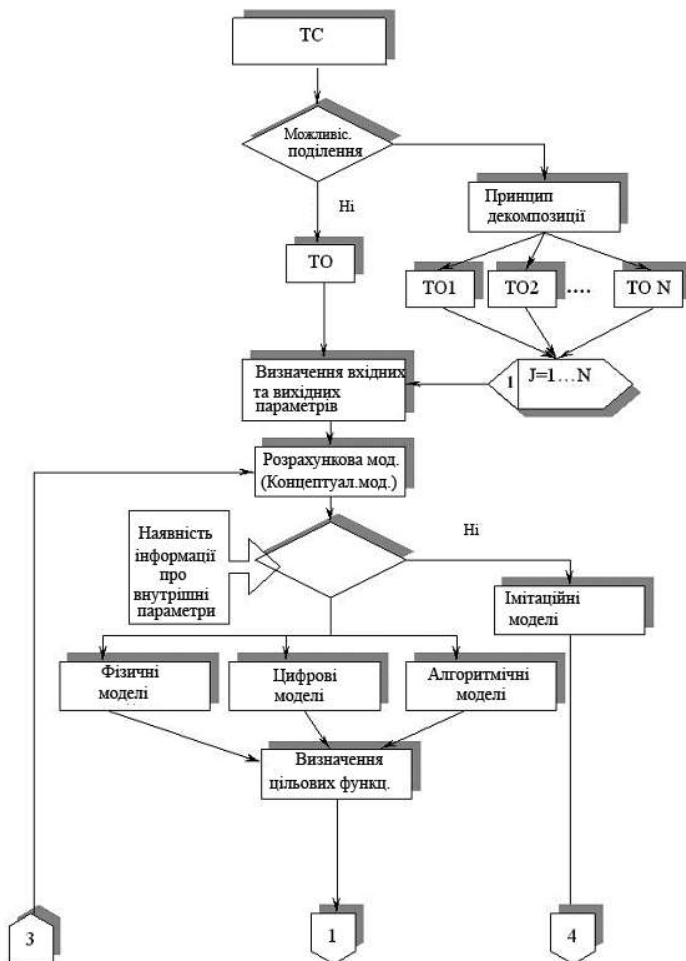 ТС
Можливіс.
поділення
Ні
Принцип
декомпозиції
ТО
ТО1
ТО2
....
ТО N
Визначення вхідних
та вихідних
параметрів
1
J=1…N
Розрахункова мод.
(Концептуал.мод.)
Наявність
інформації
про
внутрішні
параметри
Ні
Імітаційні
моделі
Фізичні
моделі
Цифрові
моделі
Алгоритмічні
моделі
Визначення
цільових функц.
3
1
4